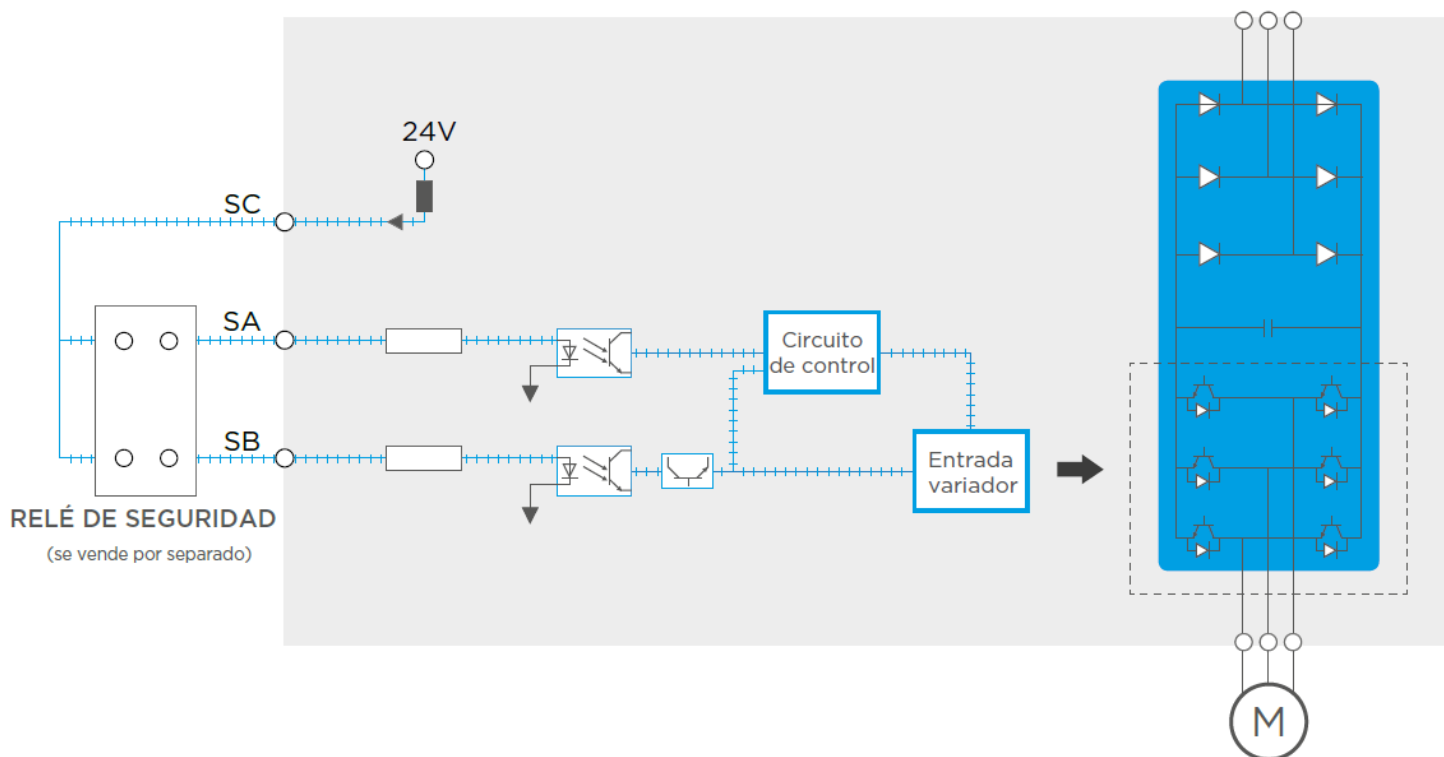 24V
SC
SA
Circuito
de control
SB
Entrada
variador
RELÉ DE SEGURIDAD
(se vende por separado)
M